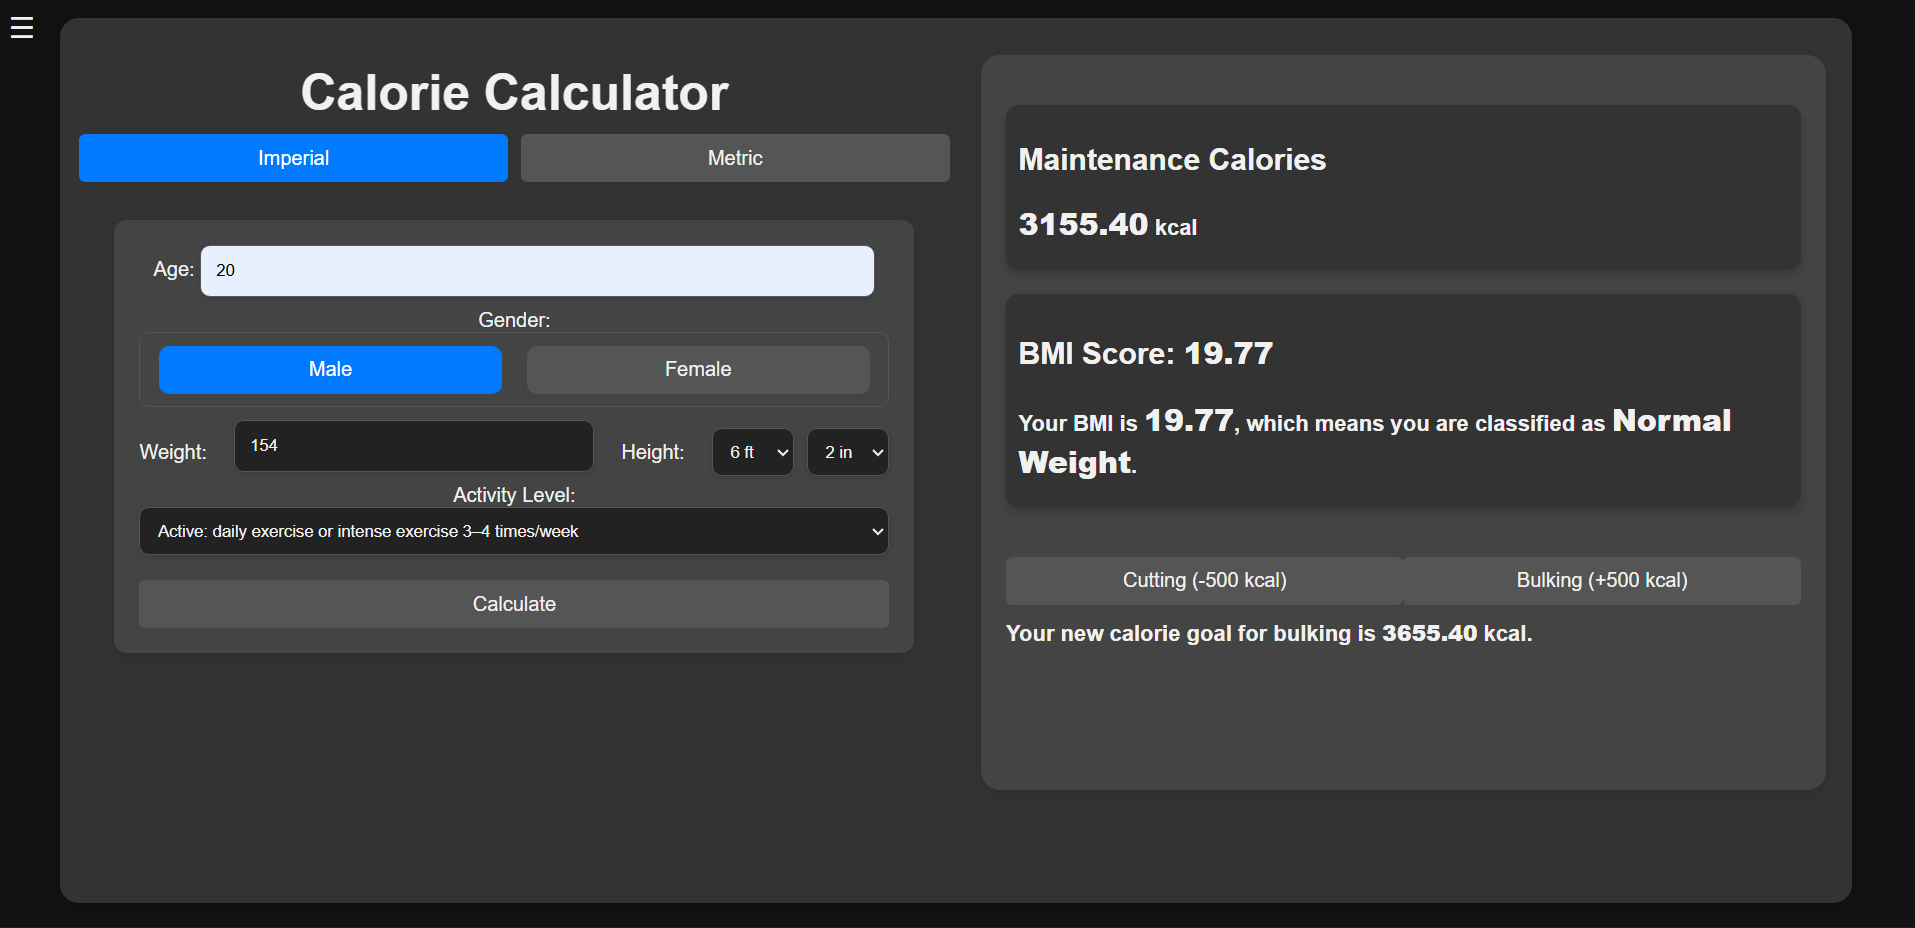 Calorie Calculator
Imperial
Metric
Age: 20
Gender:
Male
Female
Weight: 154
Height: 6 ft 2 in
Activity Level:
Active: daily exercise or intense exercise 3–4 times/week
Calculate
Maintenance Calories
3155.40 kcal
BMI Score: 19.77
Your BMI is 19.77, which means you are classified as Normal
Weight.
Cutting (-500 kcal)
Bulking (+500 kcal)
Your new calorie goal for bulking is 3655.40 kcal.